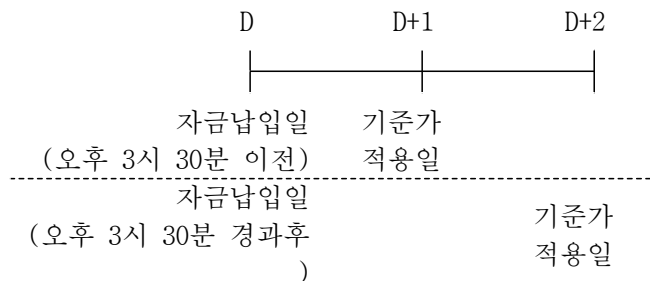 D D+1 D+2
자금납입일 기준가
(오후 3시 30분 이전) 적용일
자금납입일
(오후 3시 30분 경과후
)
기준가
적용일